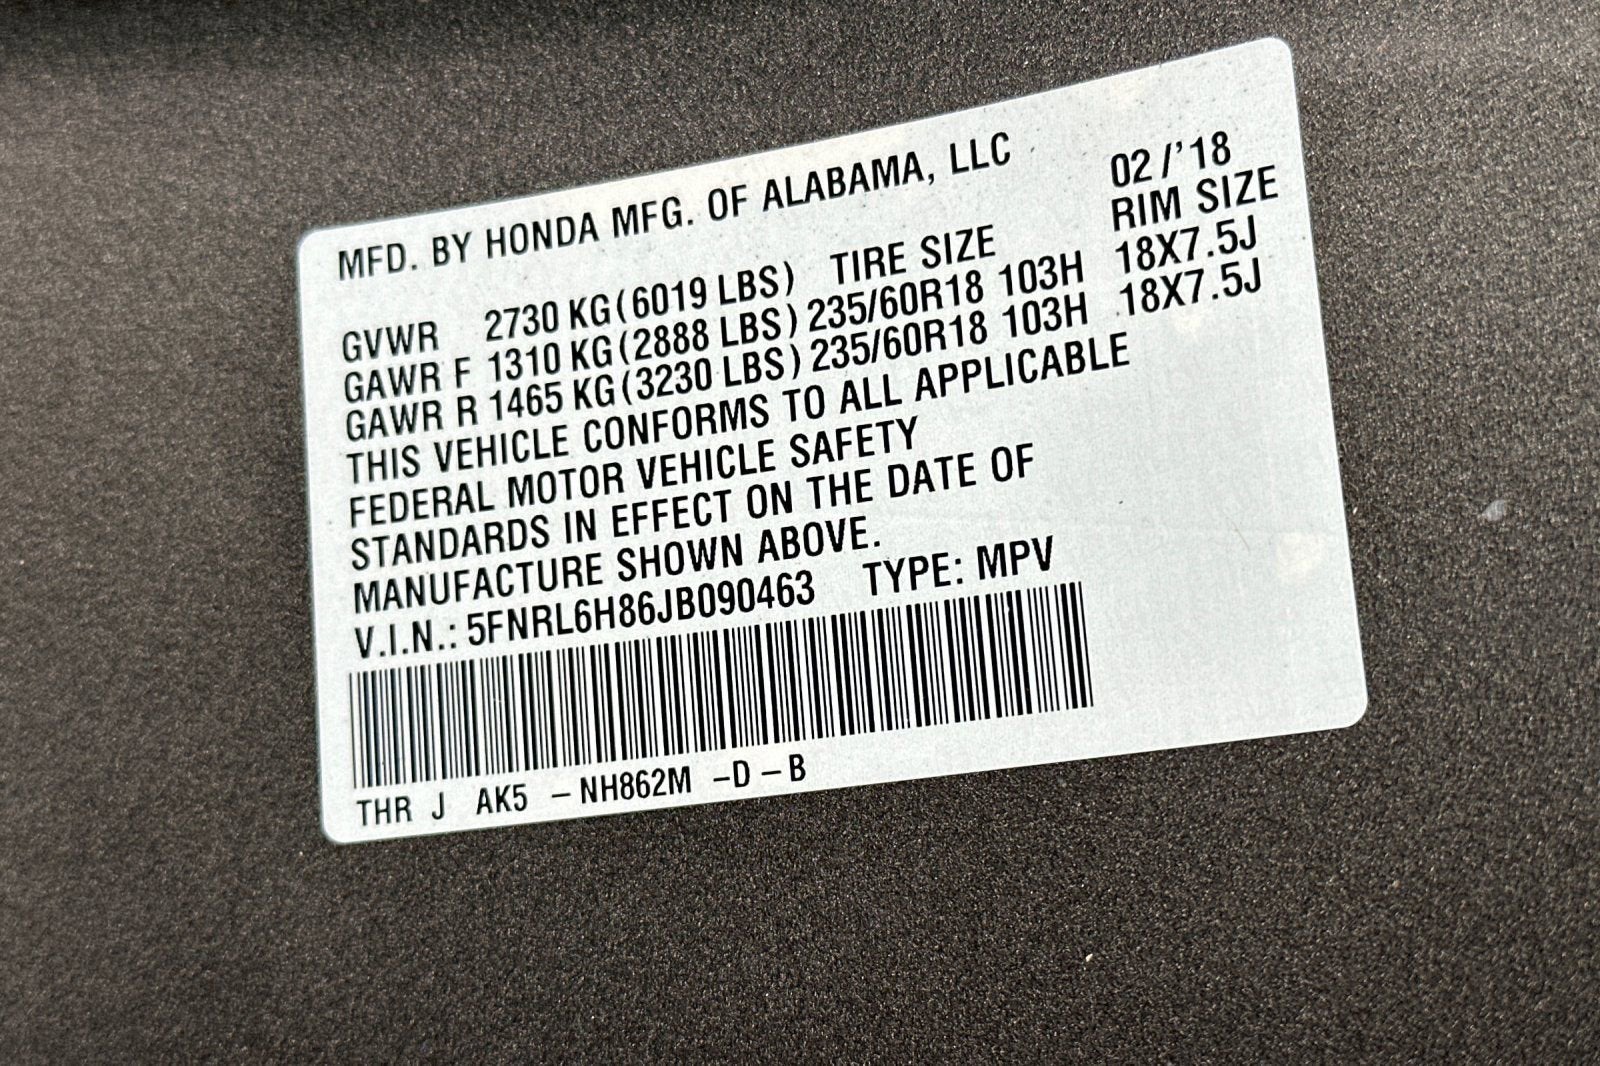 MFD. BY HONDA MFG. OF ALABAMA, LLC 02 /'18
GVWR 2730 KG (6019 LBS) TIRE SIZE RIM SIZE
GAWR F 1310 KG (2888 LBS) 235/60R18 103H 18X7.5J
GAWR R 1465 KG (3230 LBS) 235/60R18 103H 18X7.5J
THIS VEHICLE CONFORMS TO ALL APPLICABLE
FEDERAL MOTOR VEHICLE SAFETY
STANDARDS IN EFFECT ON THE DATE OF
MANUFACTURE SHOWN ABOVE.
V.I.N.: 5FNRL6H86JB090463 TYPE: MPV
THR J AK5 – NH862M –D – B